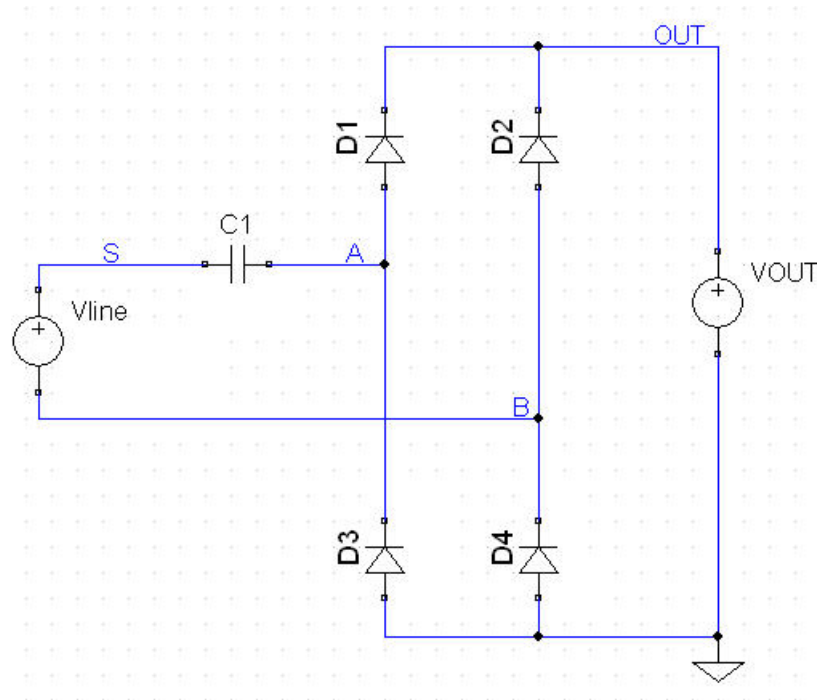 OUT
D1
D2
C1
S
A
VOUT
Vline
+
+
B
D3
D4